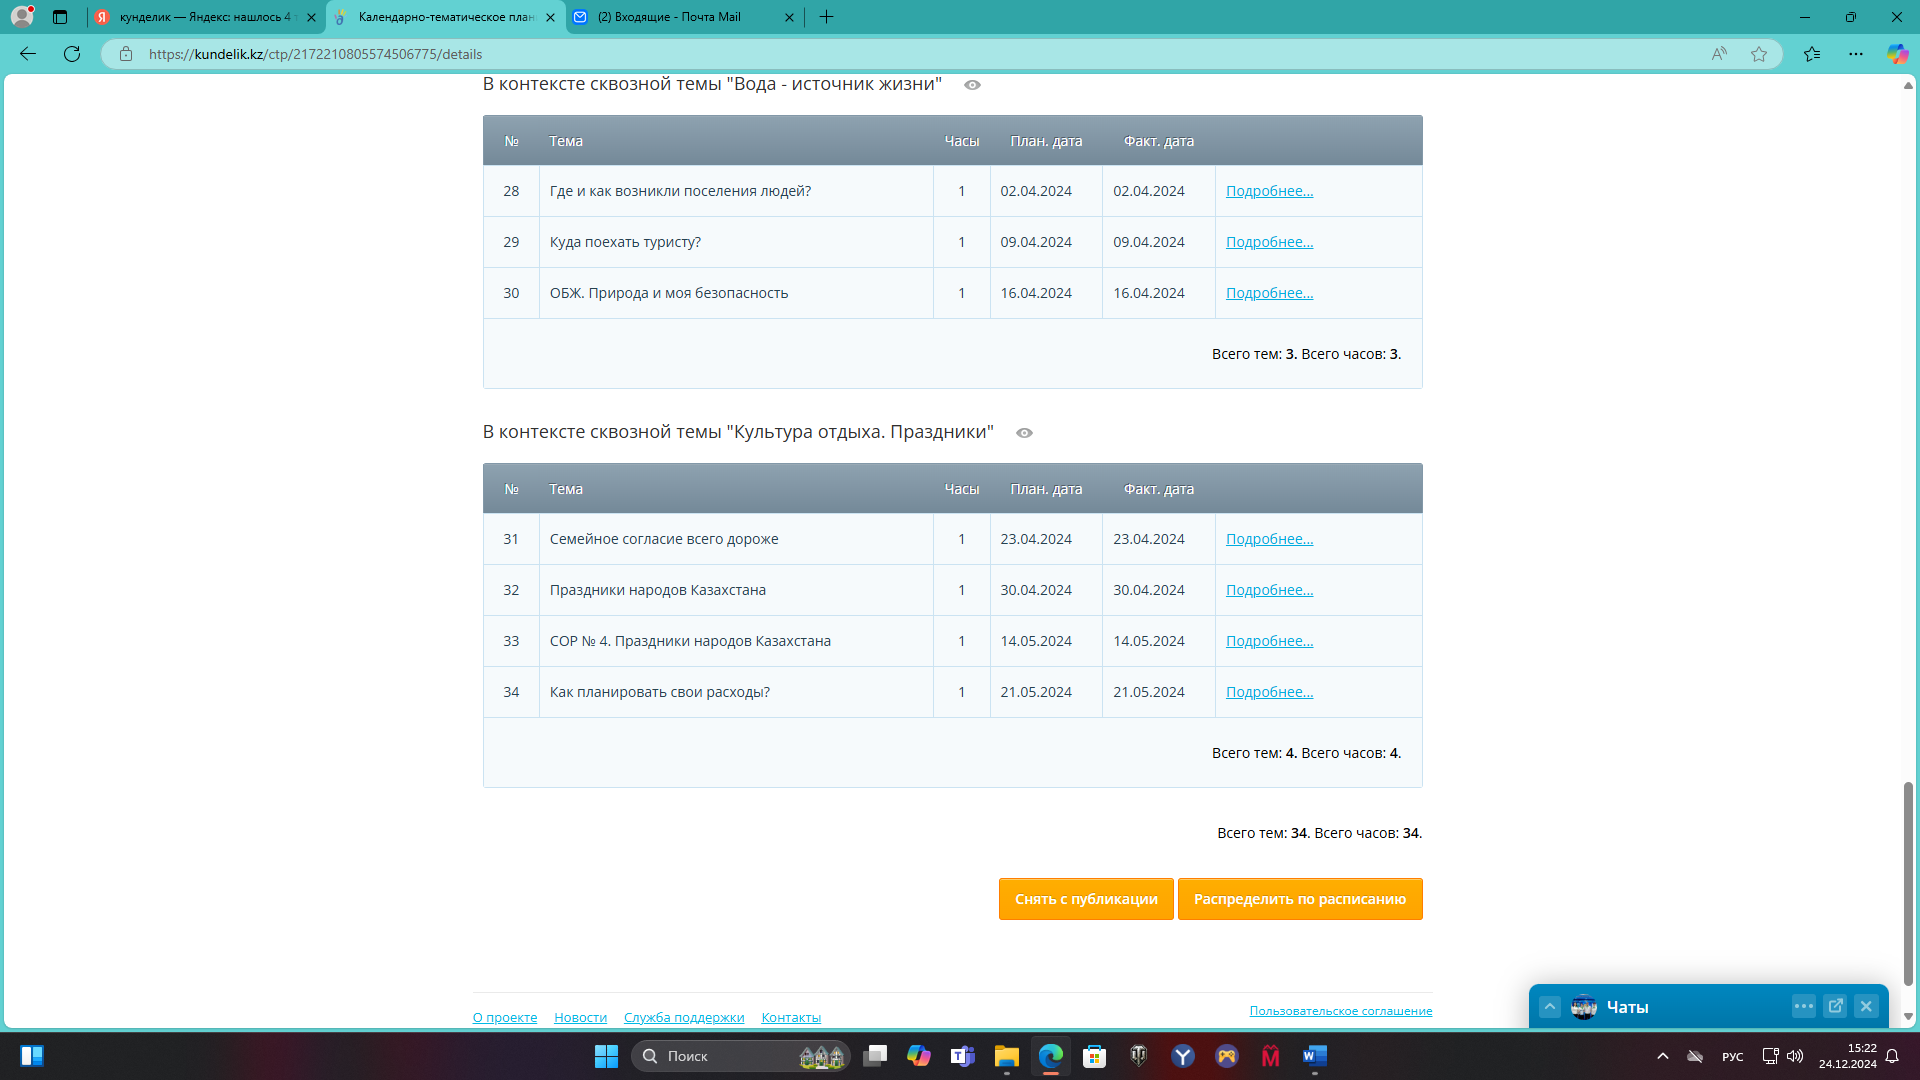 кунделик — Яндекс: нашлось 4 т
Календарно-тематическое план
(2) Входящие - Почта Mail
https://kundelik.kz/ctp/2172210805574506775/details
В контексте сквозной темы "Вода - источник жизни"
№ Тема Часы План. дата Факт. дата
28 Где и как возникли поселения людей? 1 02.04.2024 02.04.2024 Подробнее...
29 Куда поехать туристу? 1 09.04.2024 09.04.2024 Подробнее...
30 ОБЖ. Природа и моя безопасность 1 16.04.2024 16.04.2024 Подробнее...
Всего тем: 3. Всего часов: 3.
В контексте сквозной темы "Культура отдыха. Праздники"
№ Тема Часы План. дата Факт. дата
31 Семейное согласие всего дороже 1 23.04.2024 23.04.2024 Подробнее...
32 Праздники народов Казахстана 1 30.04.2024 30.04.2024 Подробнее...
33 СОР № 4. Праздники народов Казахстана 1 14.05.2024 14.05.2024 Подробнее...
34 Как планировать свои расходы? 1 21.05.2024 21.05.2024 Подробнее...
Всего тем: 4. Всего часов: 4.
Всего тем: 34. Всего часов: 34.
Снять с публикации Распределить по расписанию
О проекте Новости Служба поддержки Контакты Пользовательское соглашение
Чаты
Поиск
РУС
15:22
24.12.2024